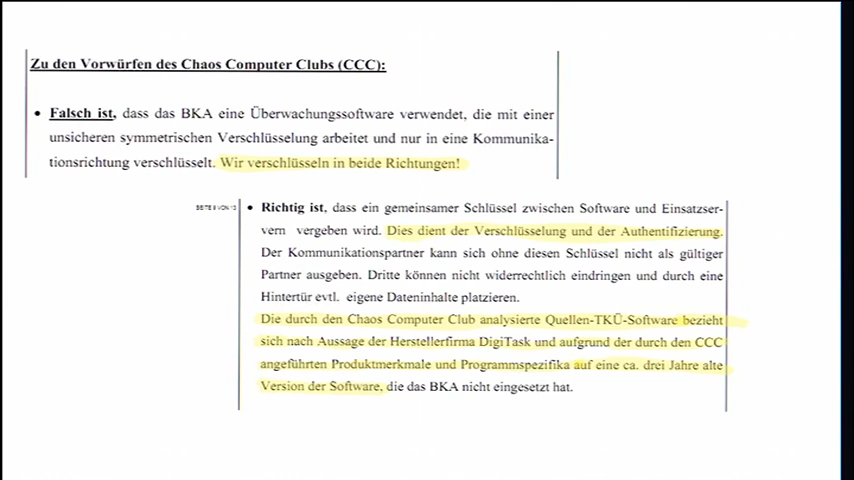 Zu den Vorwürfen des Chaos Computer Clubs (CCC):
• Falsch ist, dass das BKA eine Überwachungssoftware verwendet, die mit einer
unsicheren symmetrischen Verschlüsselung arbeitet und nur in eine Kommunika-
tionsrichtung verschlüsselt. Wir verschlüsseln in beide Richtungen!
SEITE 9 VON 13
• Richtig ist, dass ein gemeinsamer Schlüssel zwischen Software und Einsatzser-
vern vergeben wird. Dies dient der Verschlüsselung und der Authentifizierung.
Der Kommunikationspartner kann sich ohne diesen Schlüssel nicht als gültiger
Partner ausgeben. Dritte können nicht widerrechtlich eindringen und durch eine
Hintertür evtl. eigene Dateninhalte platzieren.
Die durch den Chaos Computer Club analysierte Quellen-TKÜ-Software bezieht
sich nach Aussage der Herstellerfirma DigiTask und aufgrund der durch den CCC
angeführten Produktmerkmale und Programmspezifika auf eine ca. drei Jahre alte
Version der Software, die das BKA nicht eingesetzt hat.